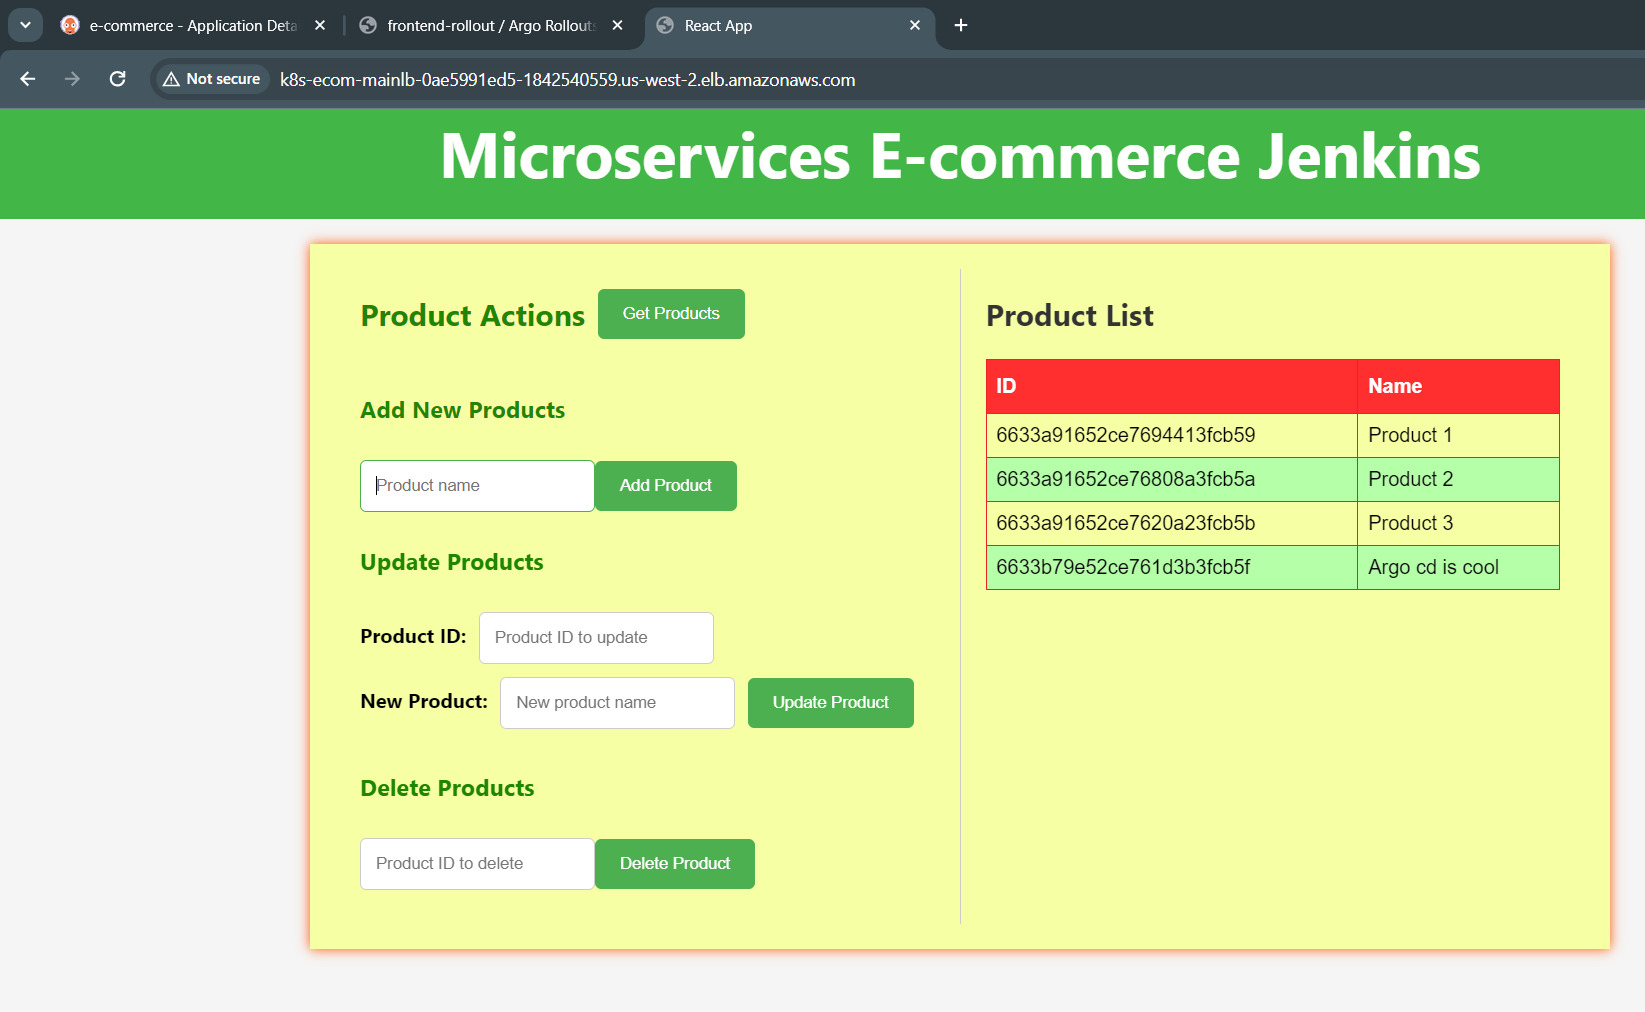 e-commerce - Application Deta
frontend-rollout / Argo Rollouts
React App
Not secure
k8s-ecom-mainlb-0ae5991ed5-1842540559.us-west-2.elb.amazonaws.com
Microservices E-commerce Jenkins
Product Actions
Get Products
Add New Products
Product name
Add Product
Update Products
Product ID:
Product ID to update
New Product:
New product name
Update Product
Delete Products
Product ID to delete
Delete Product
Product List
ID Name
6633a91652ce7694413fcb59 Product 1
6633a91652ce76808a3fcb5a Product 2
6633a91652ce7620a23fcb5b Product 3
6633b79e52ce761d3b3fcb5f Argo cd is cool